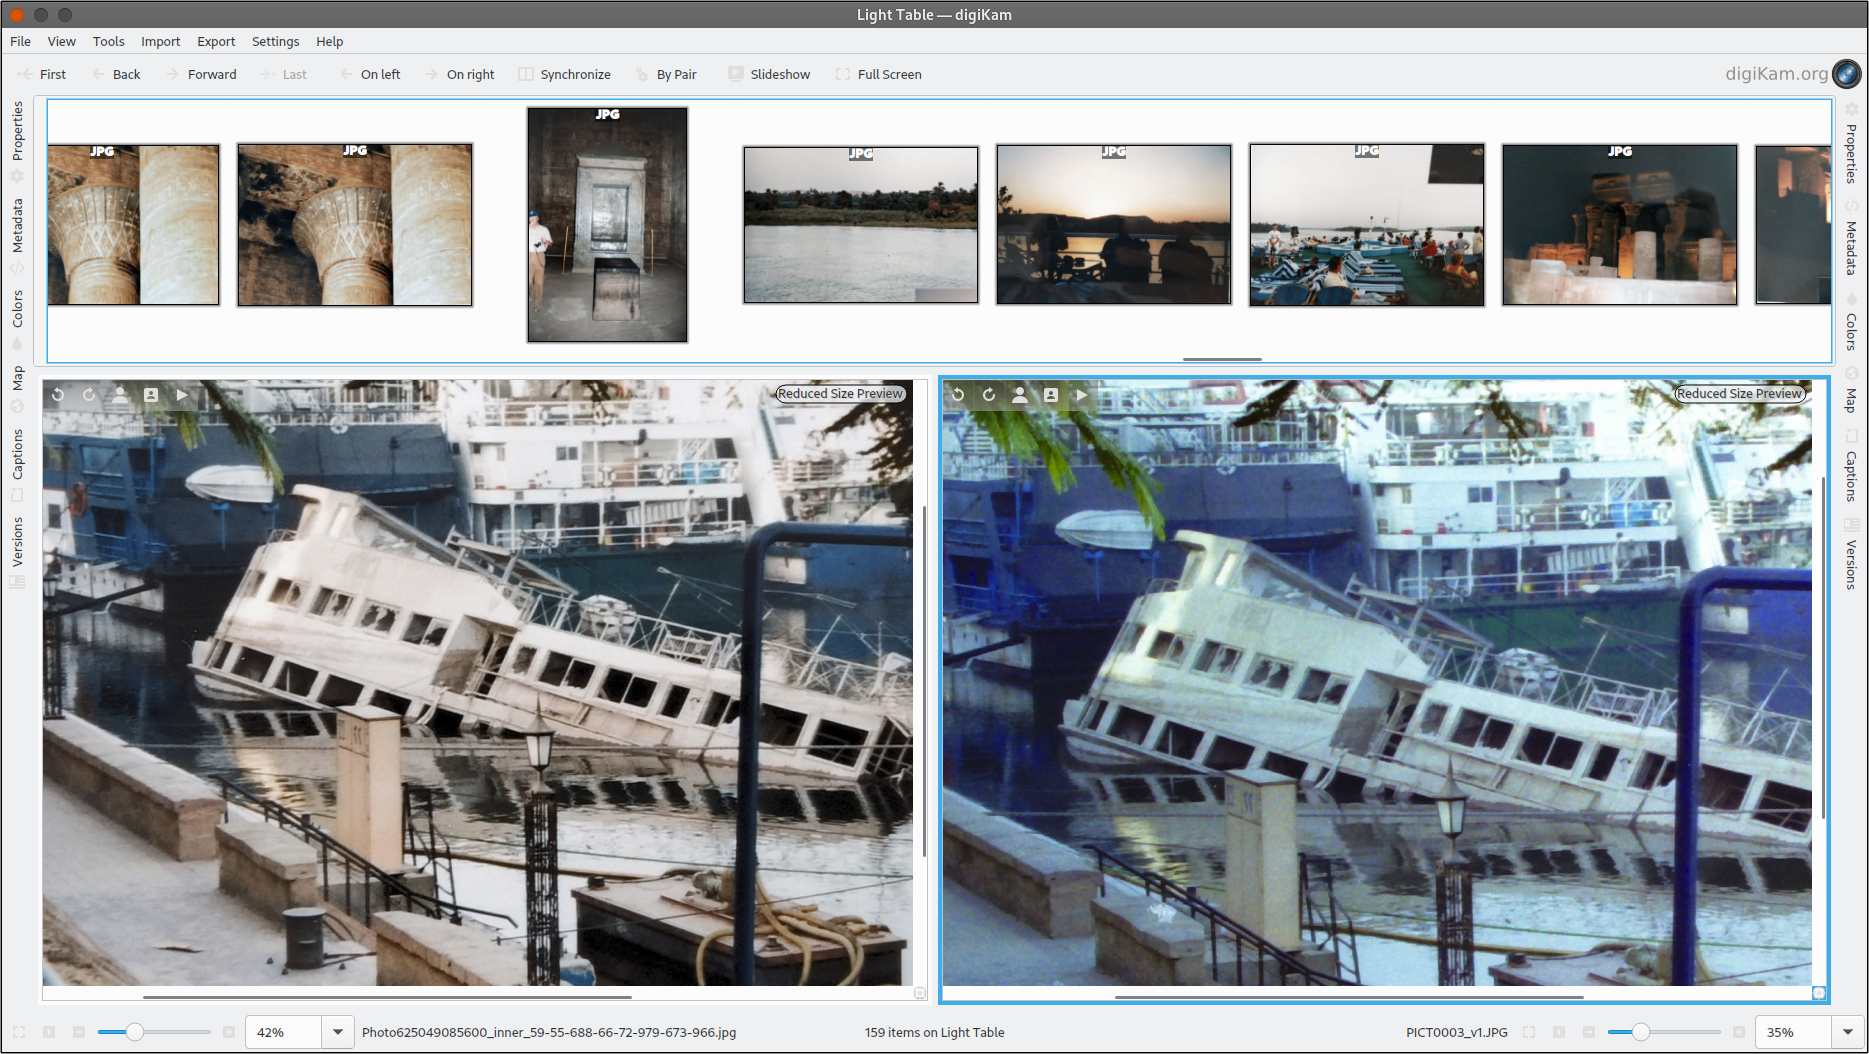 Light Table — digiKam
File View Tools Import Export Settings Help
First Back Forward Last On left On right Synchronize By Pair Slideshow Full Screen digiKam.org
Properties
Metadata
Colors
Map
Captions
Versions
JPG JPG JPG JPG JPG JPG JPG
Properties
Metadata
Colors
Map
Captions
Versions
Reduced Size Preview
Reduced Size Preview
42% Photo625049085600_inner_59-55-688-66-72-979-673-966.jpg 159 items on Light Table PICT0003_v1.JPG 35%